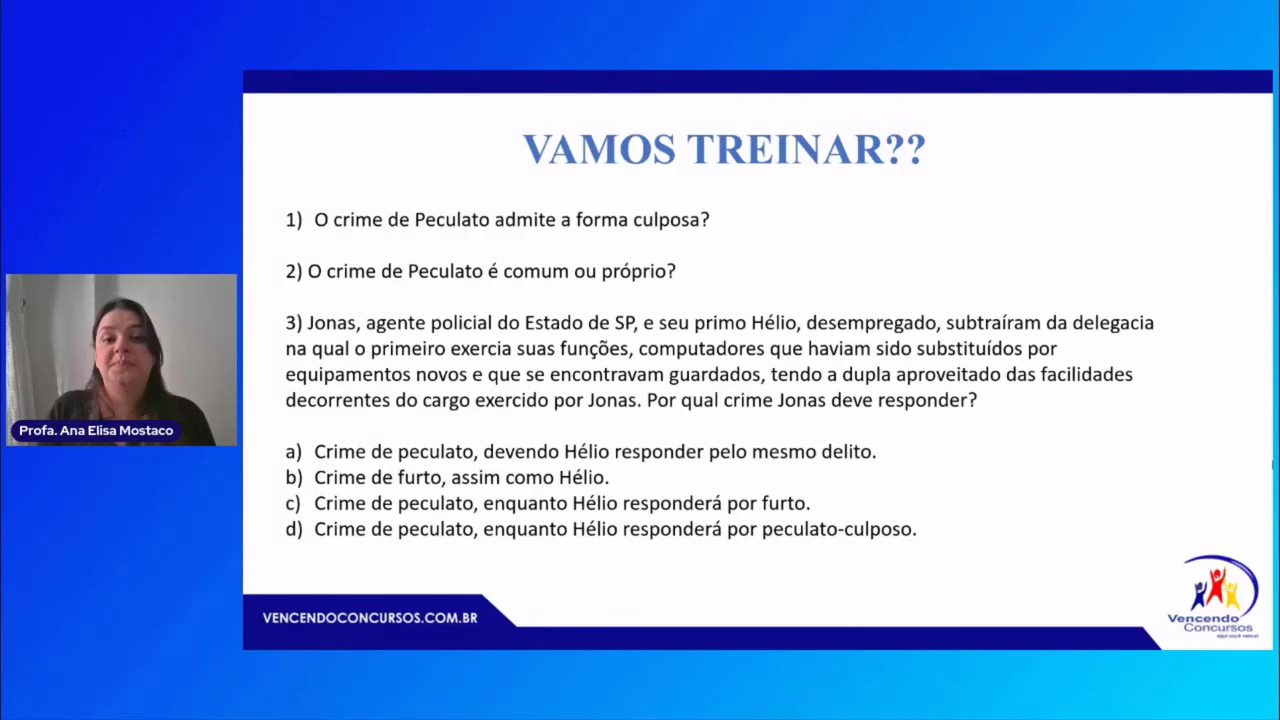 VAMOS TREINAR??
1) O crime de Peculato admite a forma culposa?
2) O crime de Peculato é comum ou próprio?
3) Jonas, agente policial do Estado de SP, e seu primo Hélio, desempregado, subtraíram da delegacia
na qual o primeiro exercia suas funções, computadores que haviam sido substituídos por
equipamentos novos e que se encontravam guardados, tendo a dupla aproveitado das facilidades
decorrentes do cargo exercido por Jonas. Por qual crime Jonas deve responder?
a) Crime de peculato, devendo Hélio responder pelo mesmo delito.
b) Crime de furto, assim como Hélio.
c) Crime de peculato, enquanto Hélio responderá por furto.
d) Crime de peculato, enquanto Hélio responderá por peculato-culposo.
Profa. Ana Elisa Mostaco
VENCENDOCONCURSOS.COM.BR
Vencendo
Concursos
aqui você vence!